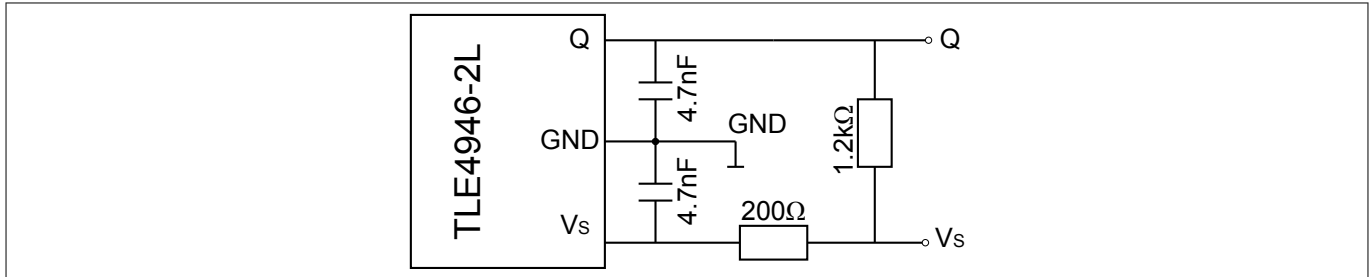 TLE4946-2L
Q
GND
Vs
4.7nF
4.7nF
GND
200Ω
1.2kΩ
Q
Vs